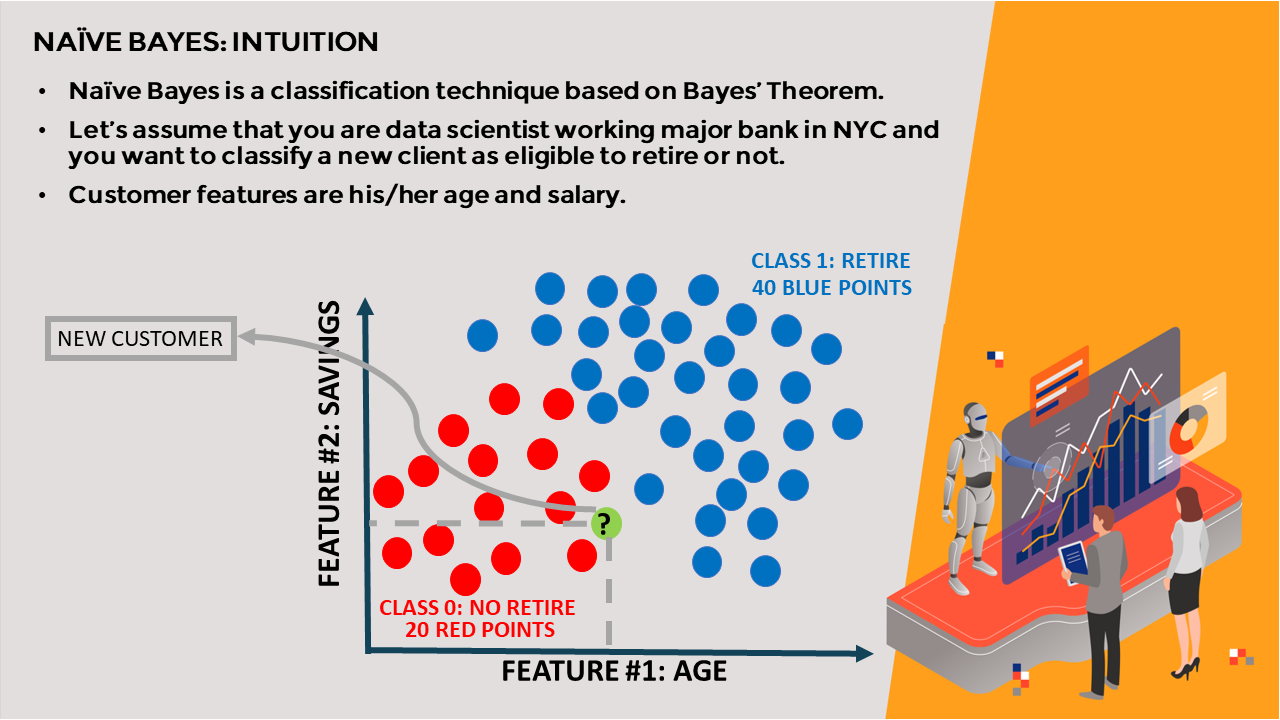 NAÏVE BAYES: INTUITION
• Naïve Bayes is a classification technique based on Bayes’ Theorem.
• Let’s assume that you are data scientist working major bank in NYC and
you want to classify a new client as eligible to retire or not.
• Customer features are his/her age and salary.
CLASS 1: RETIRE
40 BLUE POINTS
NEW CUSTOMER
FEATURE #2: SAVINGS
?
CLASS 0: NO RETIRE
20 RED POINTS
FEATURE #1: AGE